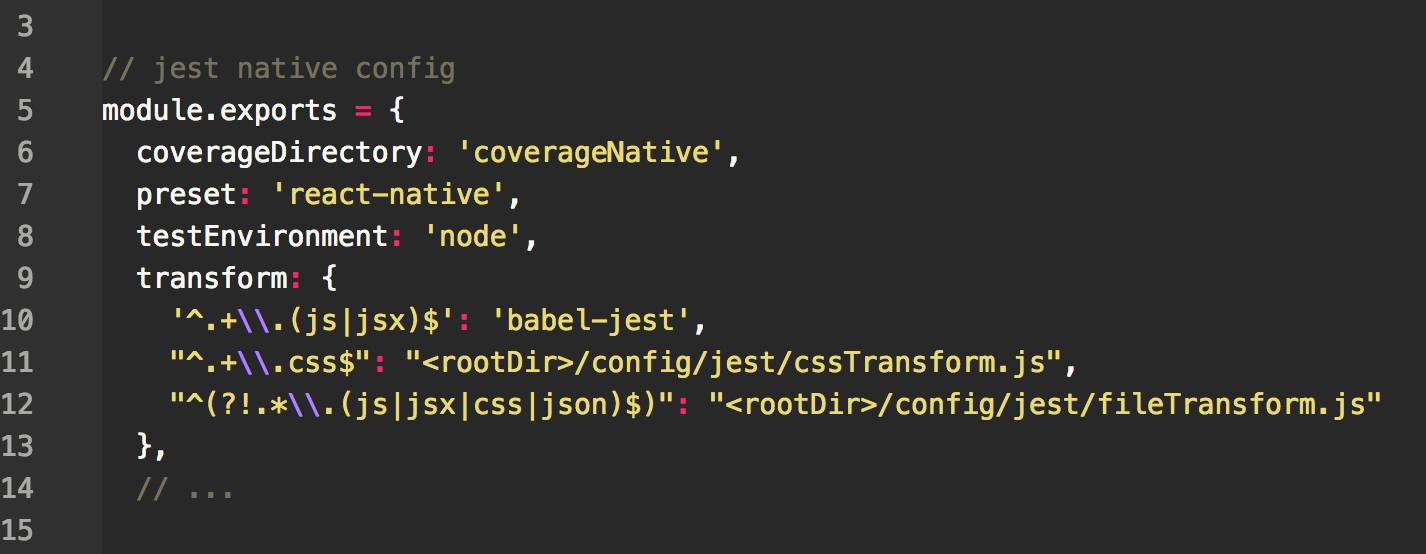 3
4 // jest native config
5 module.exports = {
6   coverageDirectory: 'coverageNative',
7   preset: 'react-native',
8   testEnvironment: 'node',
9   transform: {
10     '^.+\\.(js|jsx)$': 'babel-jest',
11     "^.+\\.css$": "<rootDir>/config/jest/cssTransform.js",
12     "^(?!.*\\.(js|jsx|css|json)$)": "<rootDir>/config/jest/fileTransform.js"
13   },
14   // ...
15